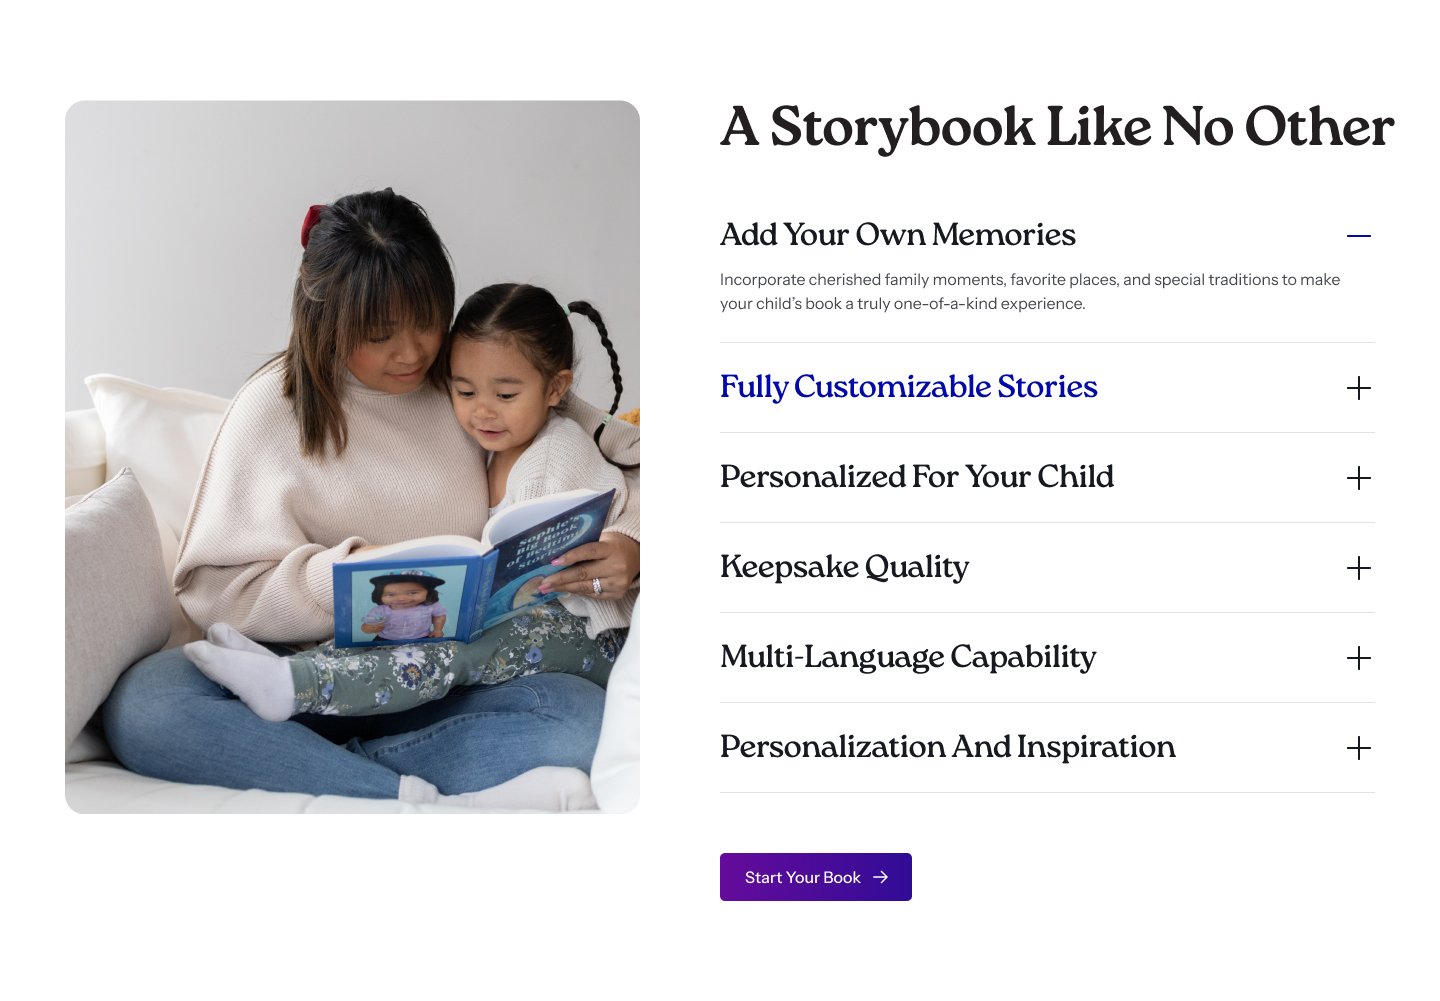 A Storybook Like No Other
Add Your Own Memories
Incorporate cherished family moments, favorite places, and special traditions to make
your child’s book a truly one-of-a-kind experience.
Fully Customizable Stories
Personalized For Your Child
Keepsake Quality
Multi-Language Capability
Personalization And Inspiration
Start Your Book
Sophie's
Big Book
of Bedtime
Stories